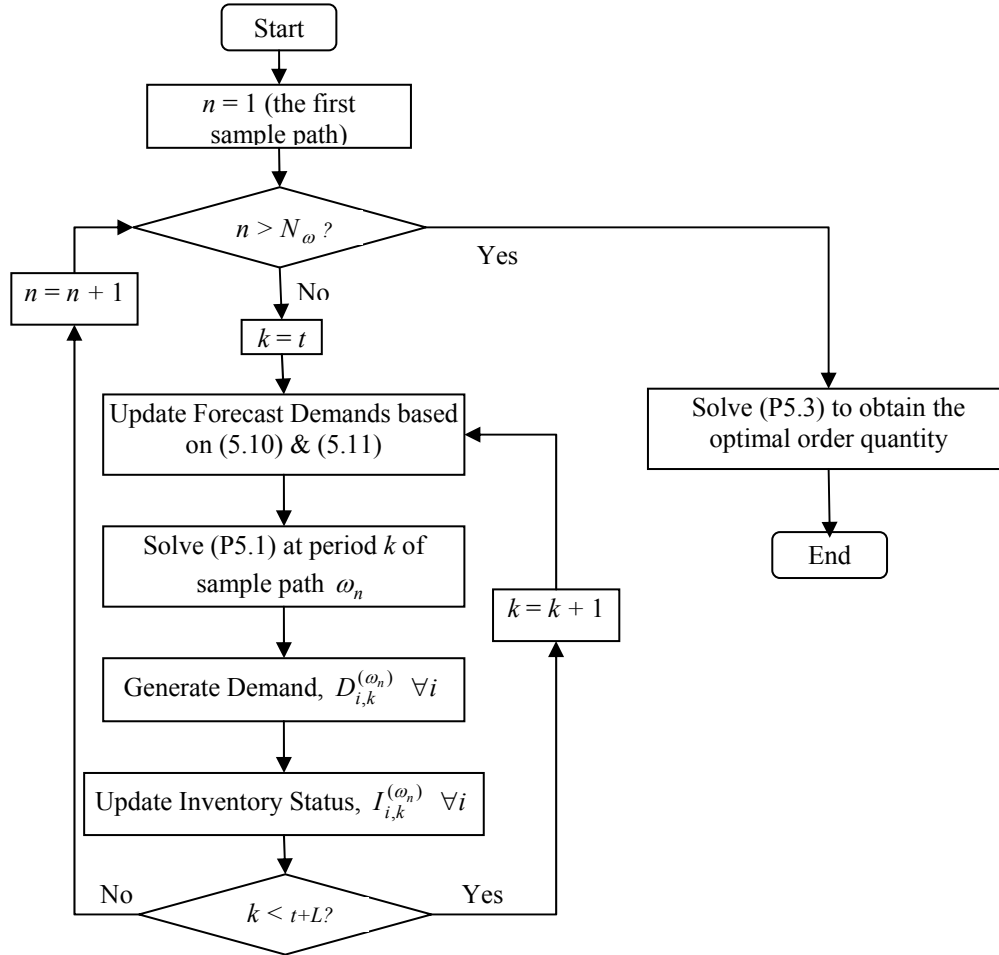 Start
n = 1 (the first
sample path)
n > N_ω ?
Yes
No
n = n + 1
k = t
Update Forecast Demands based
on (5.10) & (5.11)
Solve (P5.3) to obtain the
optimal order quantity
Solve (P5.1) at period k of
sample path ω_n
End
k = k + 1
Generate Demand, D_{i,k}^{(ω_n)} ∀i
Update Inventory Status, I_{i,k}^{(ω_n)} ∀i
No
Yes
k < t+L?